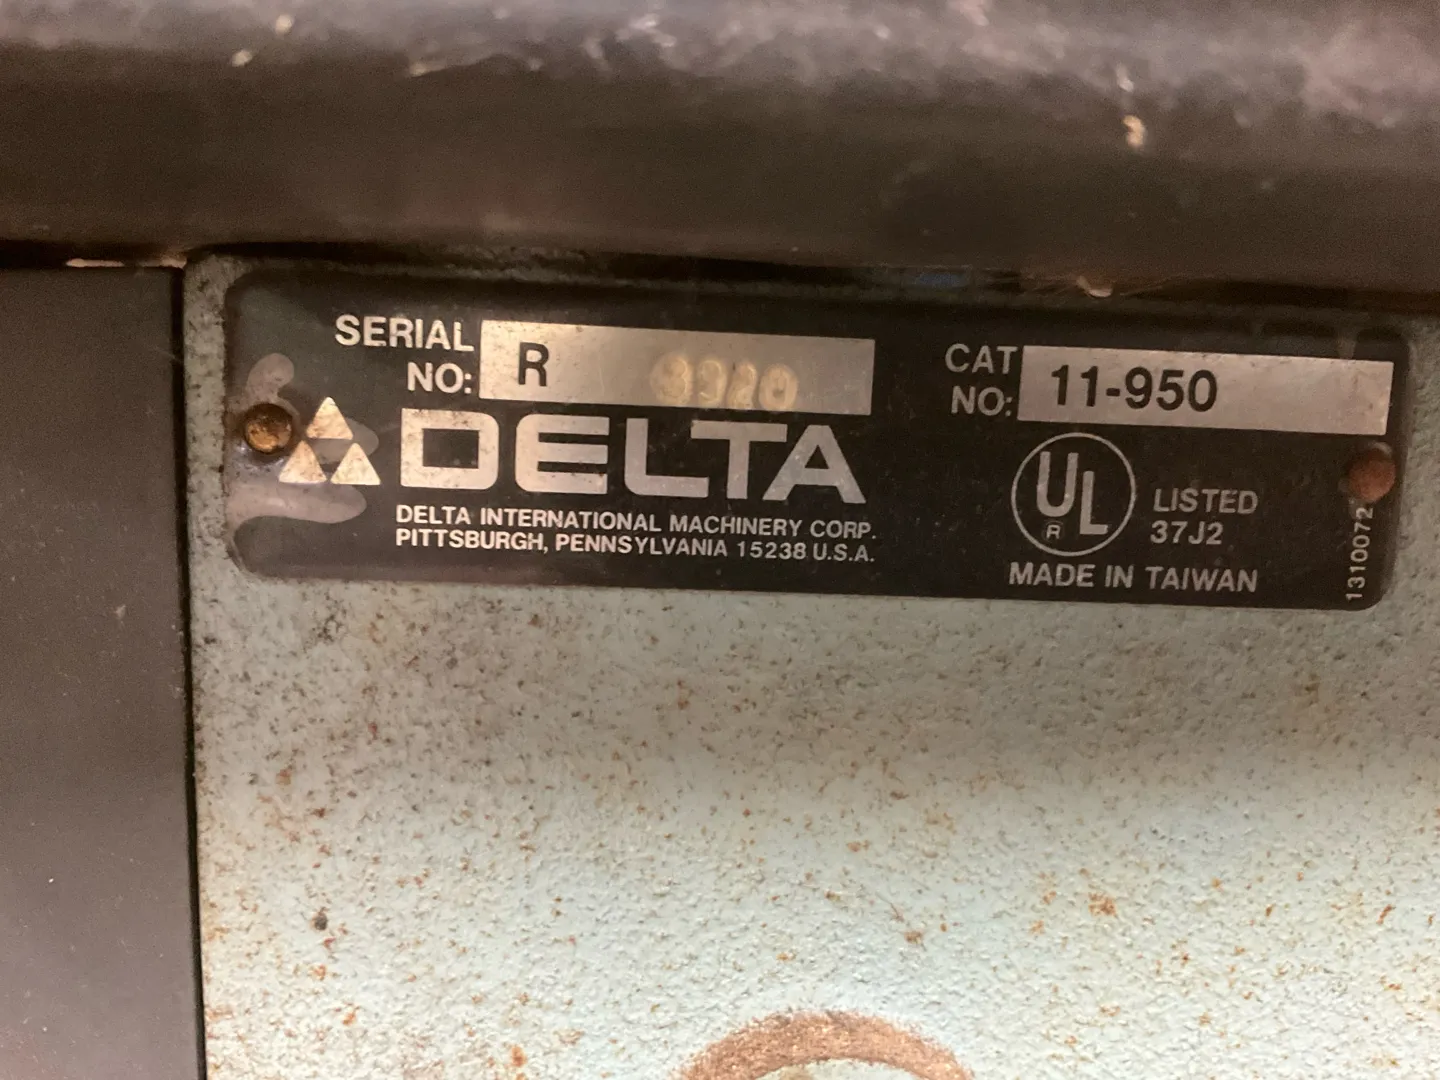 SERIAL
NO: R
DELTA
DELTA INTERNATIONAL MACHINERY CORP.
PITTSBURGH, PENNSYLVANIA 15238 U.S.A.
CAT
NO: 11-950
UL
R
LISTED
37J2
MADE IN TAIWAN
1310072